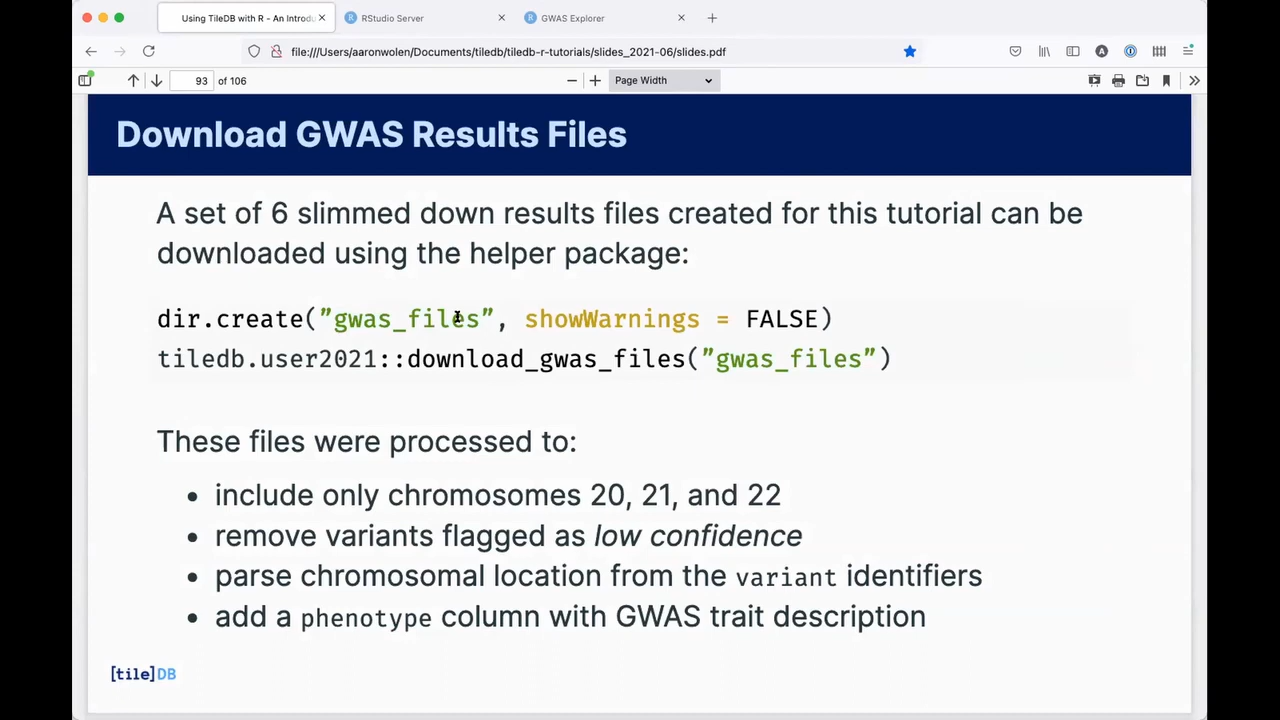 Using TileDB with R - An Introdu
RStudio Server
GWAS Explorer
file:///Users/aaronwolen/Documents/tiledb/tiledb-r-tutorials/slides_2021-06/slides.pdf
93 of 106
Page Width
Download GWAS Results Files
A set of 6 slimmed down results files created for this tutorial can be
downloaded using the helper package:
dir.create("gwas_files", showWarnings = FALSE)
tiledb.user2021::download_gwas_files("gwas_files")
These files were processed to:
• include only chromosomes 20, 21, and 22
• remove variants flagged as low confidence
• parse chromosomal location from the variant identifiers
• add a phenotype column with GWAS trait description
[tile]DB